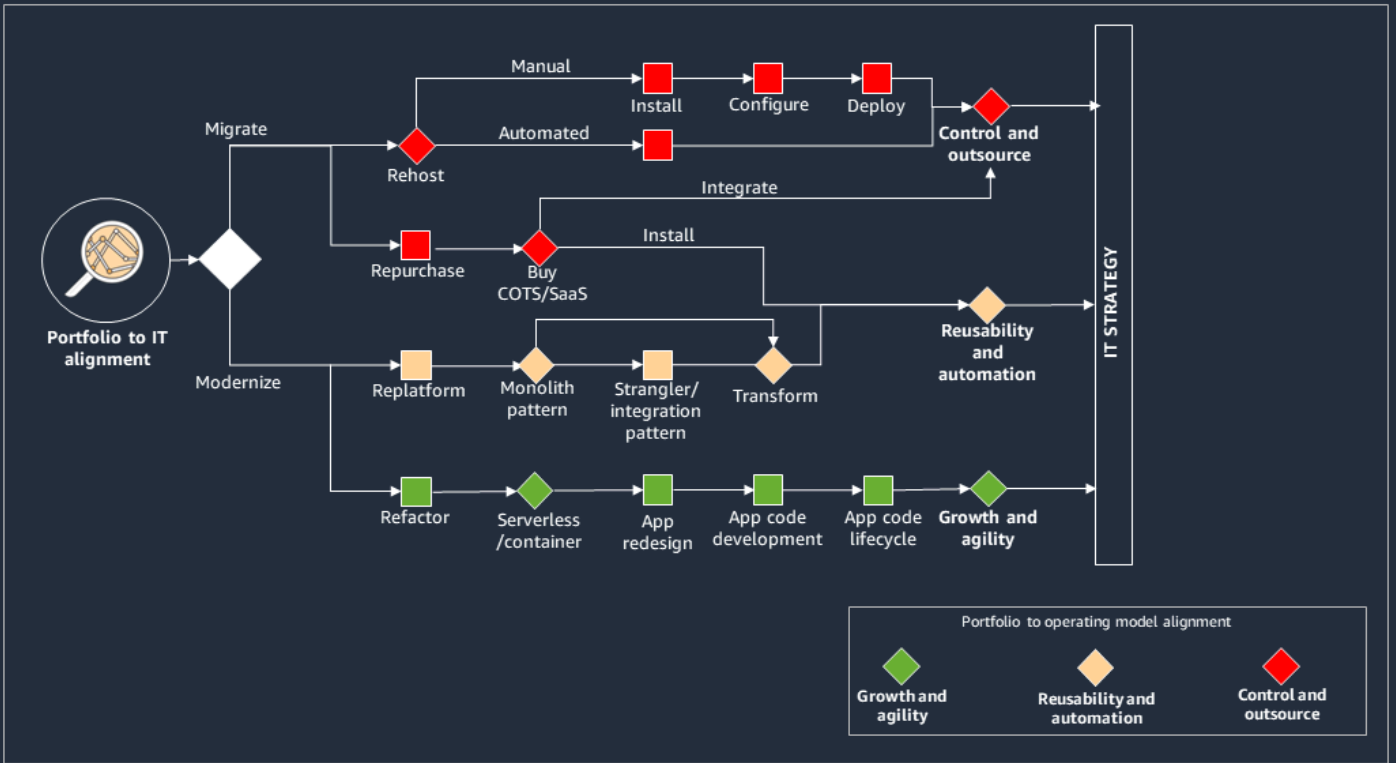 Manual
Install
Configure
Deploy
Migrate
Automated
Control and
outsource
Rehost
Integrate
Install
Repurchase
Buy
COTS/SaaS
IT STRATEGY
Portfolio to IT
alignment
Reusability
and
automation
Modernize
Replatform
Monolith
pattern
Strangler/
integration
pattern
Transform
Refactor
Serverless
/container
App
redesign
App code
development
App code
lifecycle
Growth and
agility
Portfolio to operating model alignment
Growth and
agility
Reusability and
automation
Control and
outsource